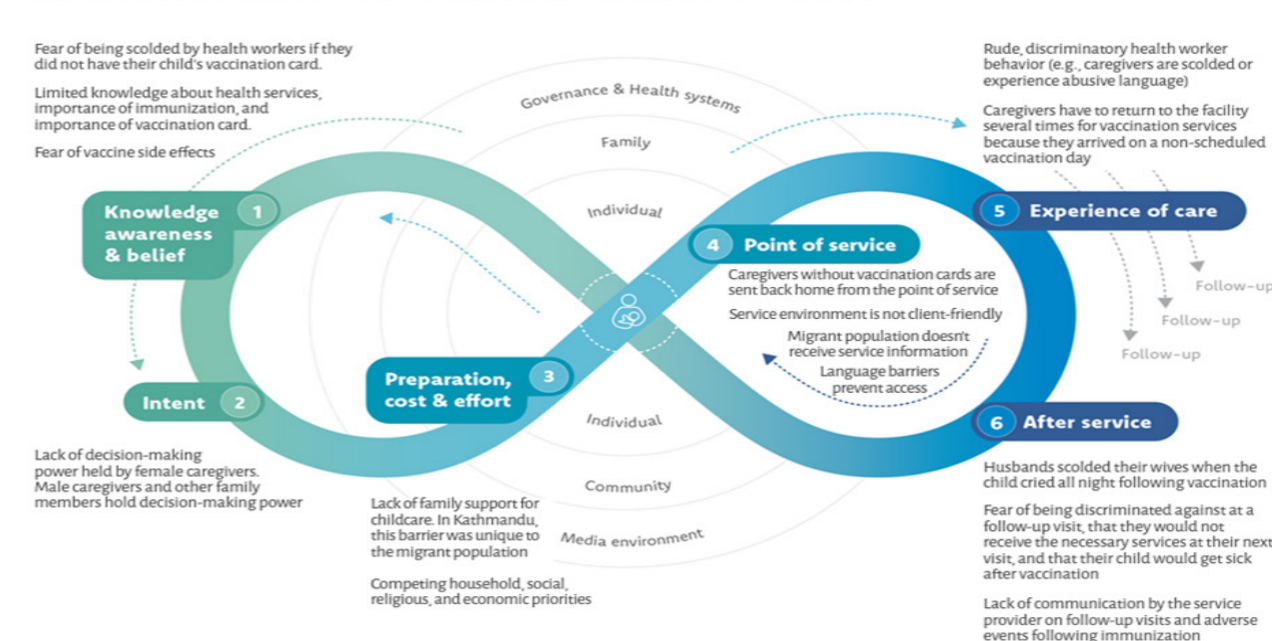 Fear of being scolded by health workers if they
did not have their child's vaccination card.
Limited knowledge about health services,
importance of immunization, and
importance of vaccination card.
Fear of vaccine side effects
Knowledge
awareness
& belief
1
Intent 2
Lack of decision-making
power held by female caregivers.
Male caregivers and other family
members hold decision-making power
Preparation,
cost & effort
3
Lack of family support for
childcare. In Kathmandu,
this barrier was unique to
the migrant population
Competing household, social,
religious, and economic priorities
Governance & Health systems
Family
Individual
Individual
Community
Media environment
4 Point of service
Caregivers without vaccination cards are
sent back home from the point of service
Service environment is not client-friendly
Migrant population doesn't
receive service information
Language barriers
prevent access
Rude, discriminatory health worker
behavior (e.g., caregivers are scolded or
experience abusive language)
Caregivers have to return to the facility
several times for vaccination services
because they arrived on a non-scheduled
vaccination day
5 Experience of care
Follow-up
Follow-up
Follow-up
6 After service
Husbands scolded their wives when the
child cried all night following vaccination
Fear of being discriminated against at a
follow-up visit, that they would not
receive the necessary services at their next
visit, and that their child would get sick
after vaccination
Lack of communication by the service
provider on follow-up visits and adverse
events following immunization